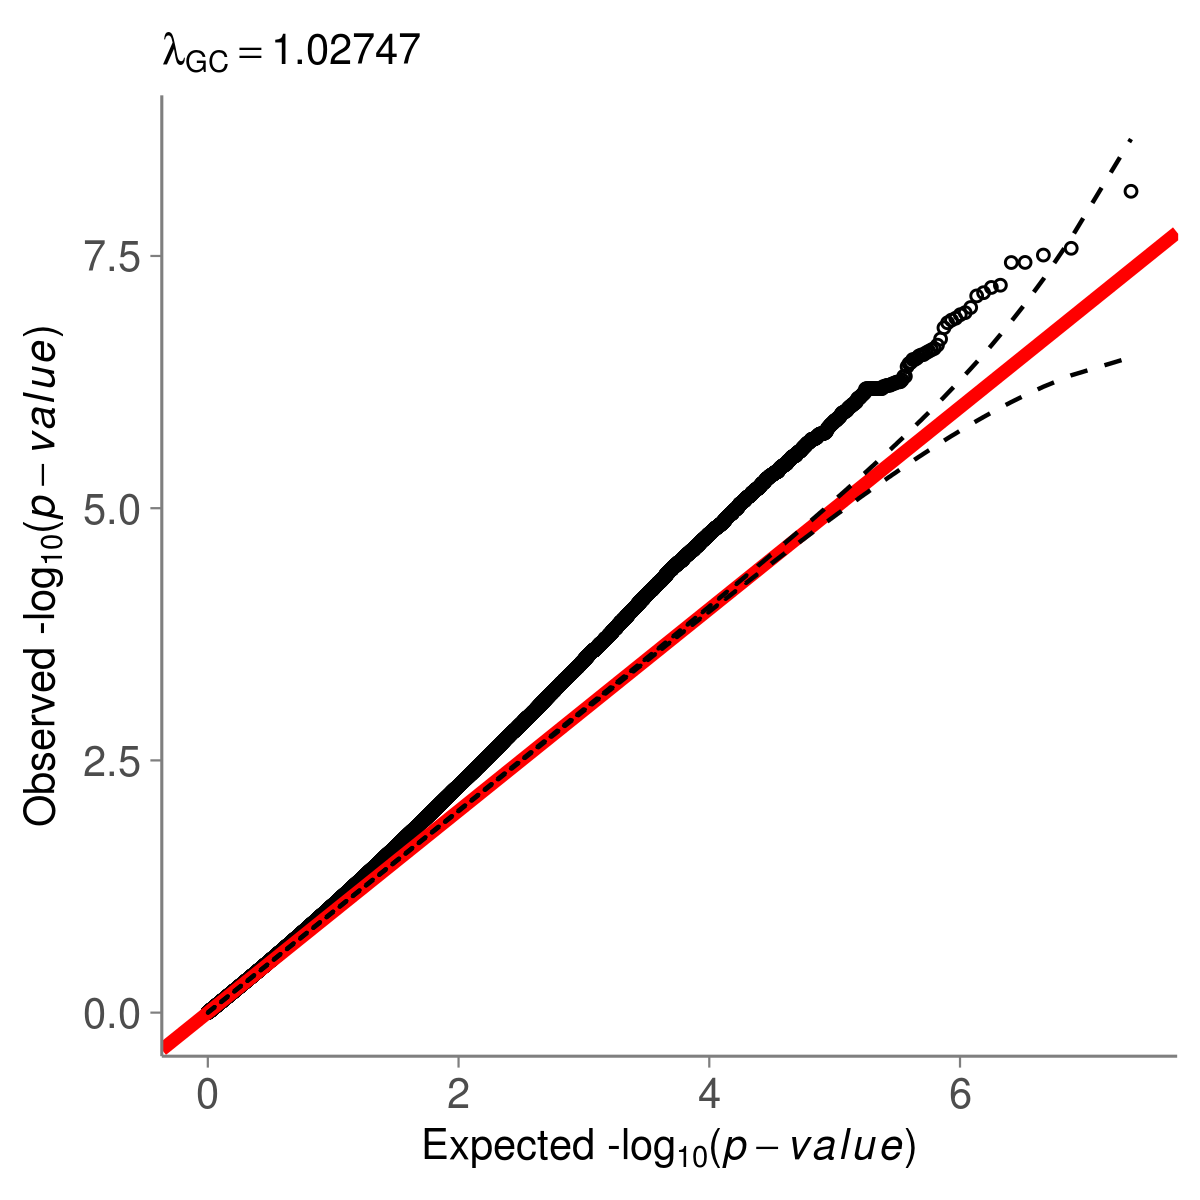 λGC = 1.02747
7.5
5.0
2.5
0.0
Observed -log10(p − value)
0 2 4 6
Expected -log10(p − value)